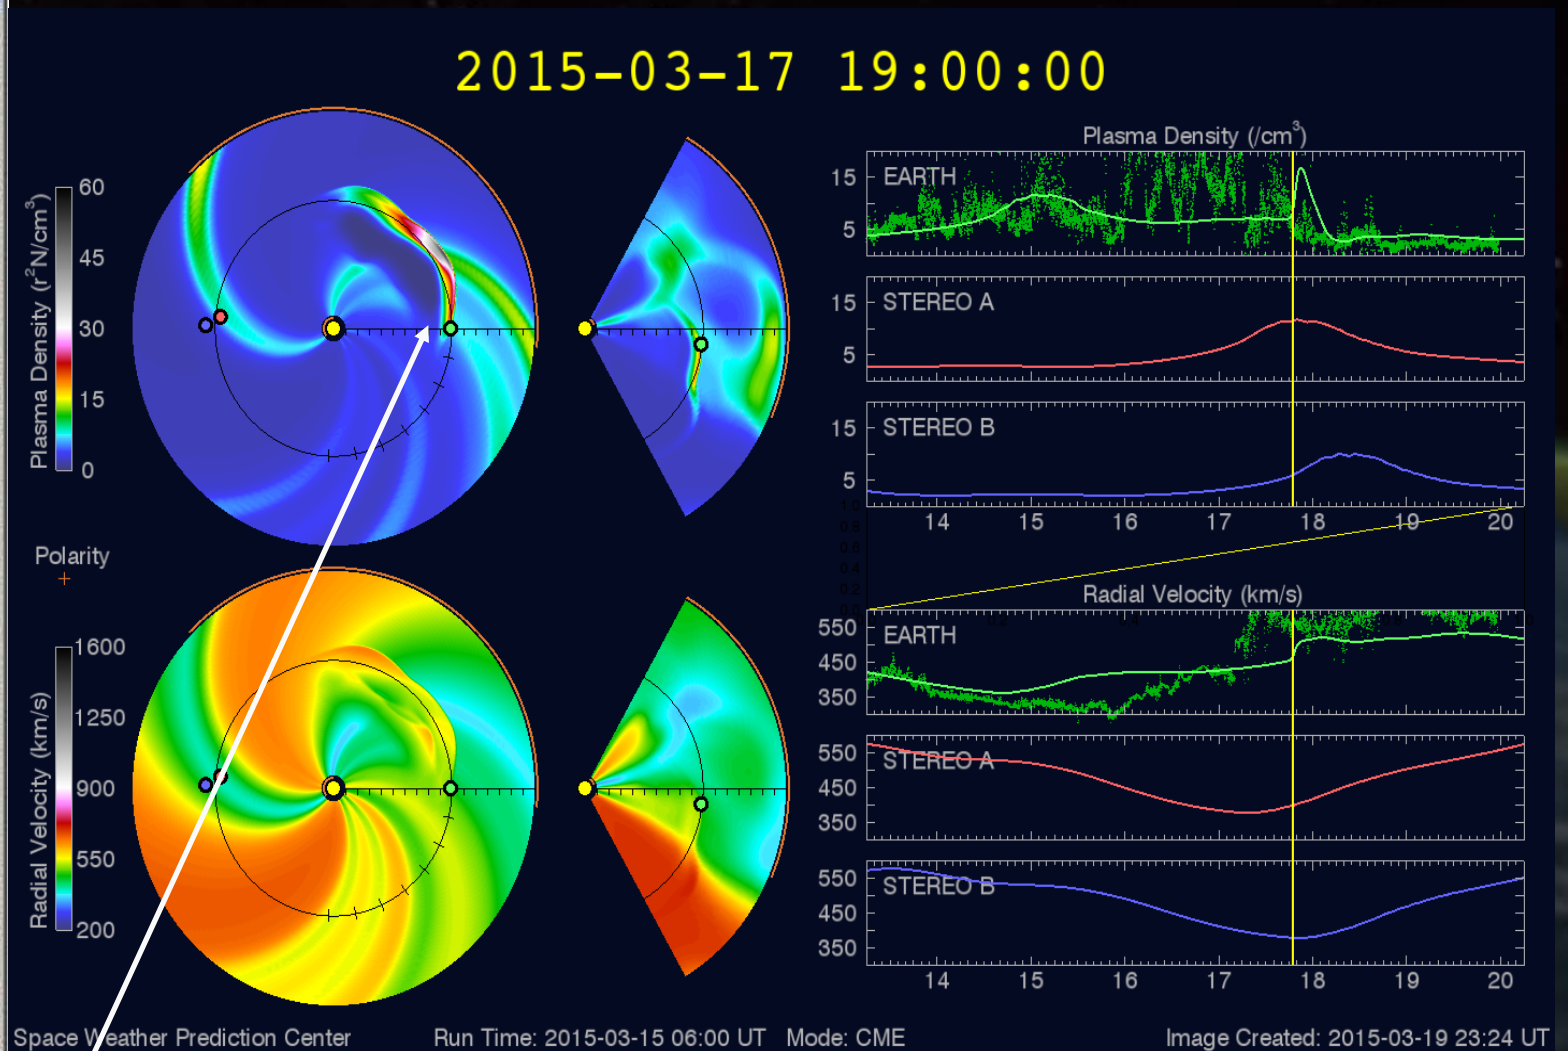 2015-03-17 19:00:00
Plasma Density (r²N/cm³)
60
45
30
15
0
Plasma Density (/cm³)
EARTH
15
5
STEREO A
15
5
STEREO B
15
5
14 15 16 17 18 19 20
Polarity
+
Radial Velocity (km/s)
1600
1250
900
550
200
Radial Velocity (km/s)
EARTH
550
450
350
STEREO A
550
450
350
STEREO B
550
450
350
14 15 16 17 18 19 20
Space Weather Prediction Center
Run Time: 2015-03-15 06:00 UT Mode: CME
Image Created: 2015-03-19 23:24 UT